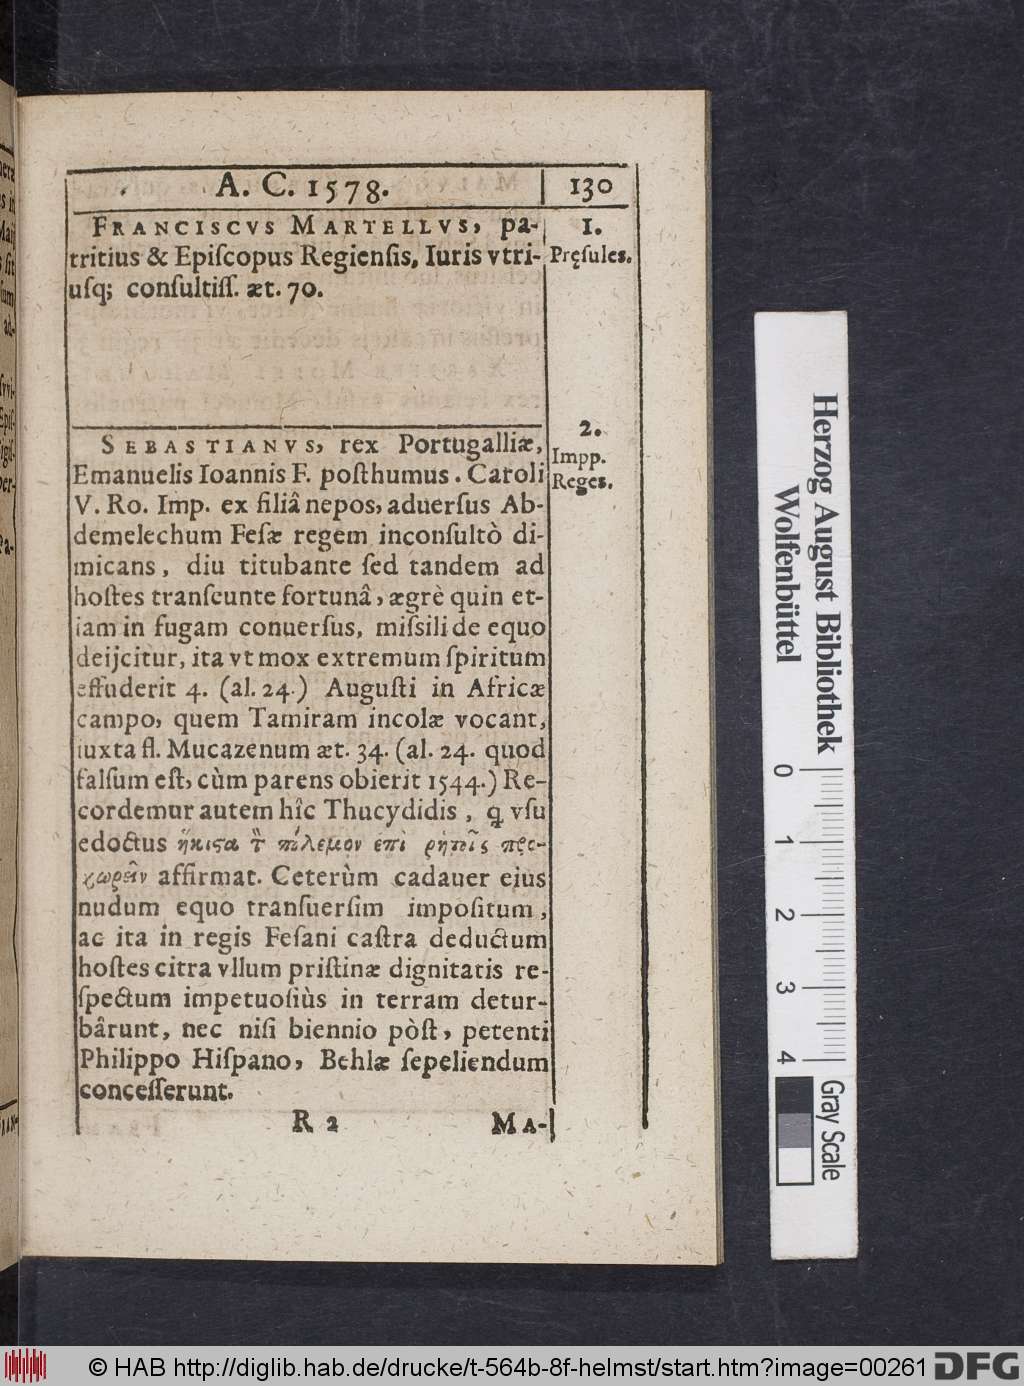 A. C. 1578.
130
FRANCISCVS MARTELLVS, pa-
tritius & Epiſcopus Regienſis, Iuris vtri-
uſq; conſultiſſ. æt. 70.
1.
Pręſules.
SEBASTIANVS, rex Portugalliæ,
Emanuelis Ioannis F. poſthumus. Caroli
V. Ro. Imp. ex filiâ nepos, aduerſus Ab-
demelechum Feſæ regem inconſultò di-
micans, diu titubante ſed tandem ad
hoſtes tranſeunte fortunâ, ægrè quin et-
iam in fugam conuerſus, miſsili de equo
deijcitur, ita vt mox extremum ſpiritum
effuderit 4. (al. 24.) Auguſti in Africæ
campo, quem Tamiram incolæ vocant,
iuxta fl. Mucazenum æt. 34. (al. 24. quod
falſum eſt, cùm parens obierit 1544.) Re-
cordemur autem hîc Thucydidis, ꝗ vſu
edoctus ἥκιϛα πόλεμον ἐπὶ ῥητοῖς προ-
χωρεῖν affirmat. Ceterùm cadauer eius
nudum equo tranſuerſim impoſitum,
ac ita in regis Feſani caſtra deductum
hoſtes citra vllum priſtinæ dignitatis re-
ſpectum impetuoſiùs in terram detur-
bârunt, nec niſi biennio pòſt, petenti
Philippo Hiſpano, Behlæ ſepeliendum
conceſſerunt.
2.
Impp.
Reges.
R 2
MA-
Herzog August Bibliothek
Wolfenbüttel
0 1 2 3 4
Gray Scale
© HAB http://diglib.hab.de/drucke/t-564b-8f-helmst/start.htm?image=00261
DFG